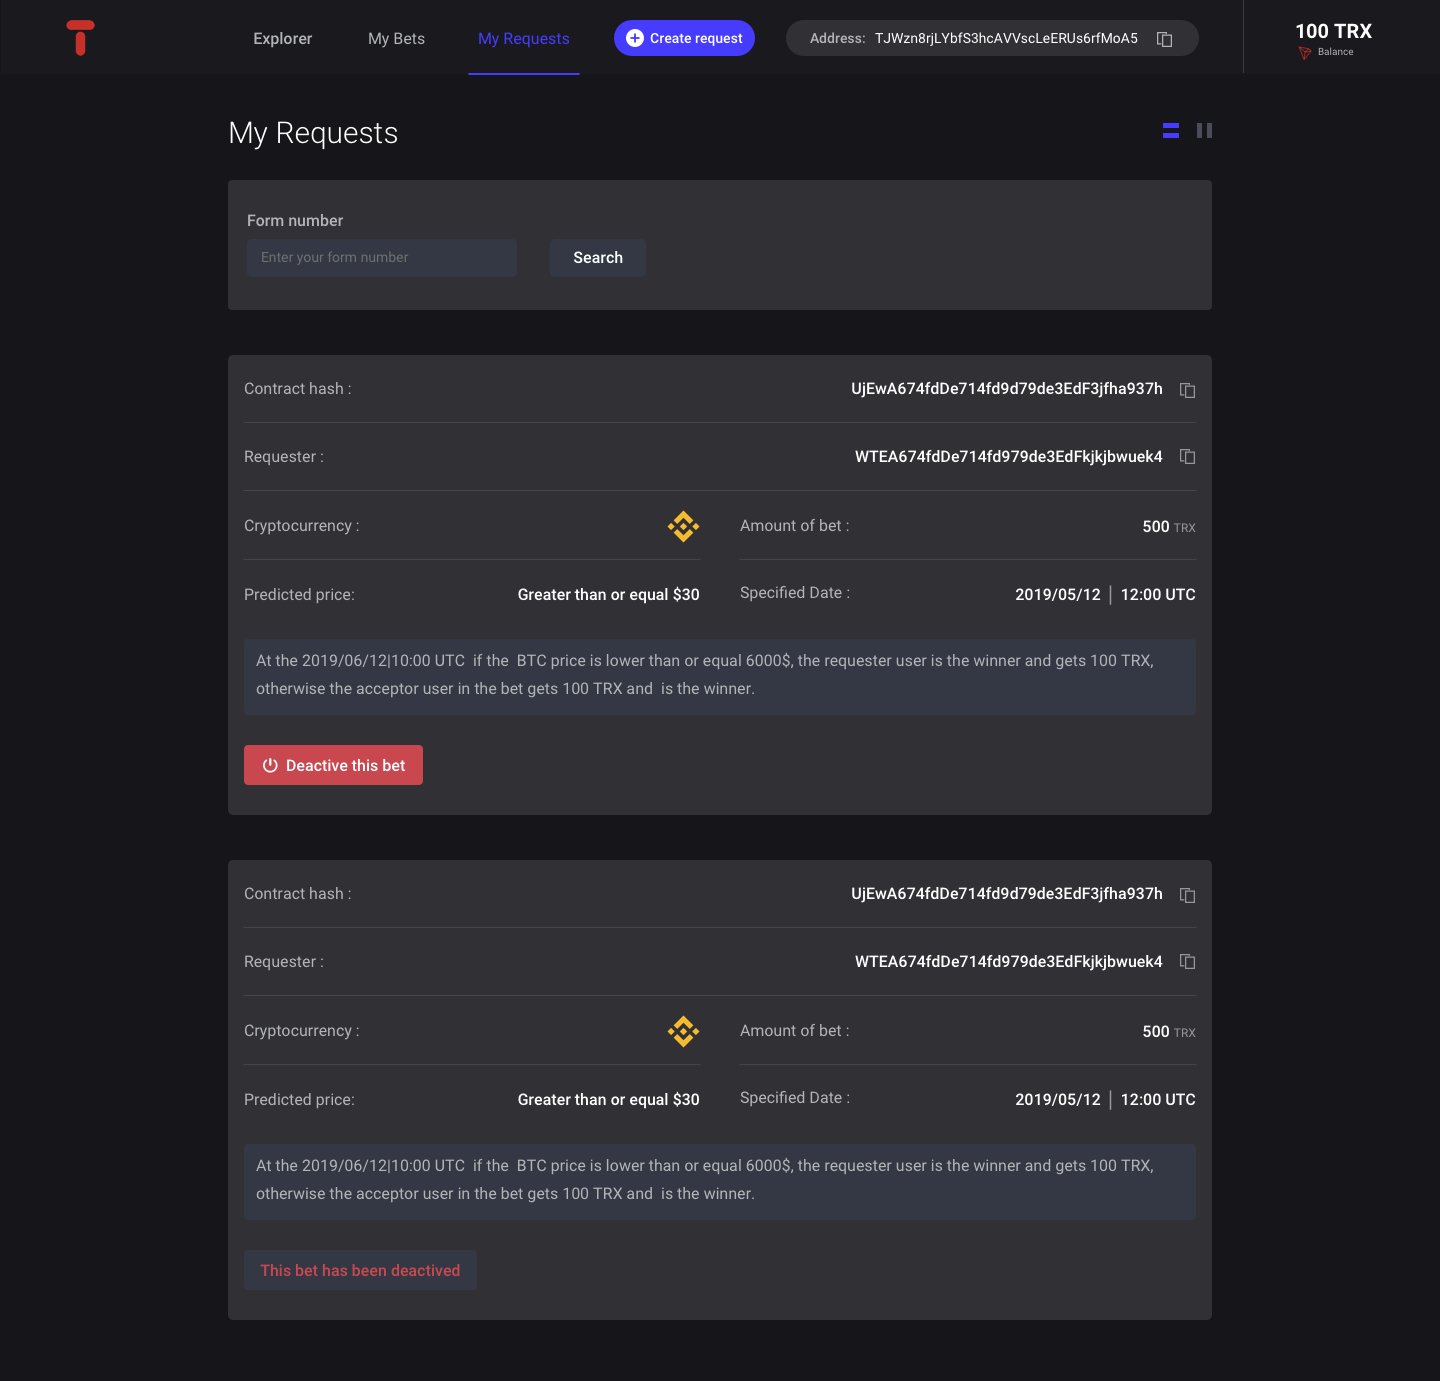 Explorer
My Bets
My Requests
Create request
Address: TJWzn8rjLYbfS3hcAVVscLeERUs6rfMoA5
100 TRX
Balance
My Requests
Form number
Enter your form number
Search
Contract hash :
UjEwA674fdDe714fd9d79de3EdF3jfha937h
Requester :
WTEA674fdDe714fd979de3EdFkjkjbwuek4
Cryptocurrency :
Amount of bet :
500 TRX
Predicted price:
Greater than or equal $30
Specified Date :
2019/05/12 | 12:00 UTC
At the 2019/06/12|10:00 UTC  if the  BTC price is lower than or equal 6000$, the requester user is the winner and gets 100 TRX,
otherwise the acceptor user in the bet gets 100 TRX and  is the winner.
Deactive this bet
Contract hash :
UjEwA674fdDe714fd9d79de3EdF3jfha937h
Requester :
WTEA674fdDe714fd979de3EdFkjkjbwuek4
Cryptocurrency :
Amount of bet :
500 TRX
Predicted price:
Greater than or equal $30
Specified Date :
2019/05/12 | 12:00 UTC
At the 2019/06/12|10:00 UTC  if the  BTC price is lower than or equal 6000$, the requester user is the winner and gets 100 TRX,
otherwise the acceptor user in the bet gets 100 TRX and  is the winner.
This bet has been deactived